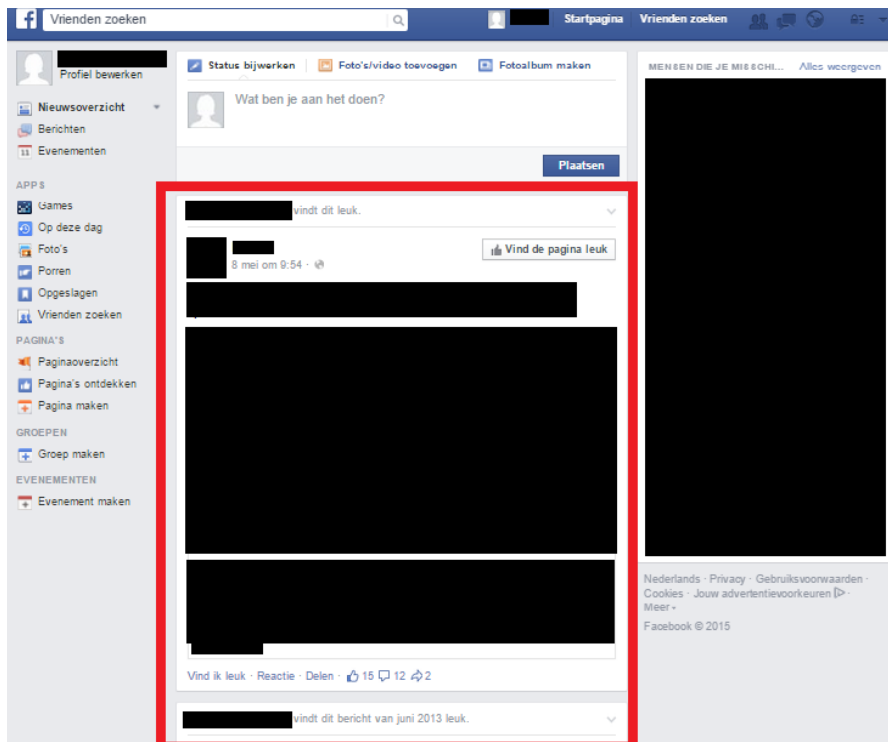 f Vrienden zoeken
Startpagina Vrienden zoeken
Profiel bewerken
Nieuwsoverzicht
Berichten
11 Evenementen
APPS
Games
Op deze dag
Foto's
Porren
Opgeslagen
Vrienden zoeken
PAGINA'S
Paginaoverzicht
Pagina's ontdekken
Pagina maken
GROEPEN
Groep maken
EVENEMENTEN
Evenement maken
Status bijwerken Foto's/video toevoegen Fotoalbum maken
Wat ben je aan het doen?
Plaatsen
vindt dit leuk.
8 mei om 9:54 ·
Vind de pagina leuk
Vind ik leuk · Reactie · Delen · 15 12 2
vindt dit bericht van juni 2013 leuk.
MENSEN DIE JE MISSCHI... Alles weergeven
Nederlands · Privacy · Gebruiksvoorwaarden ·
Cookies · Jouw advertentievoorkeuren ·
Meer
Facebook © 2015